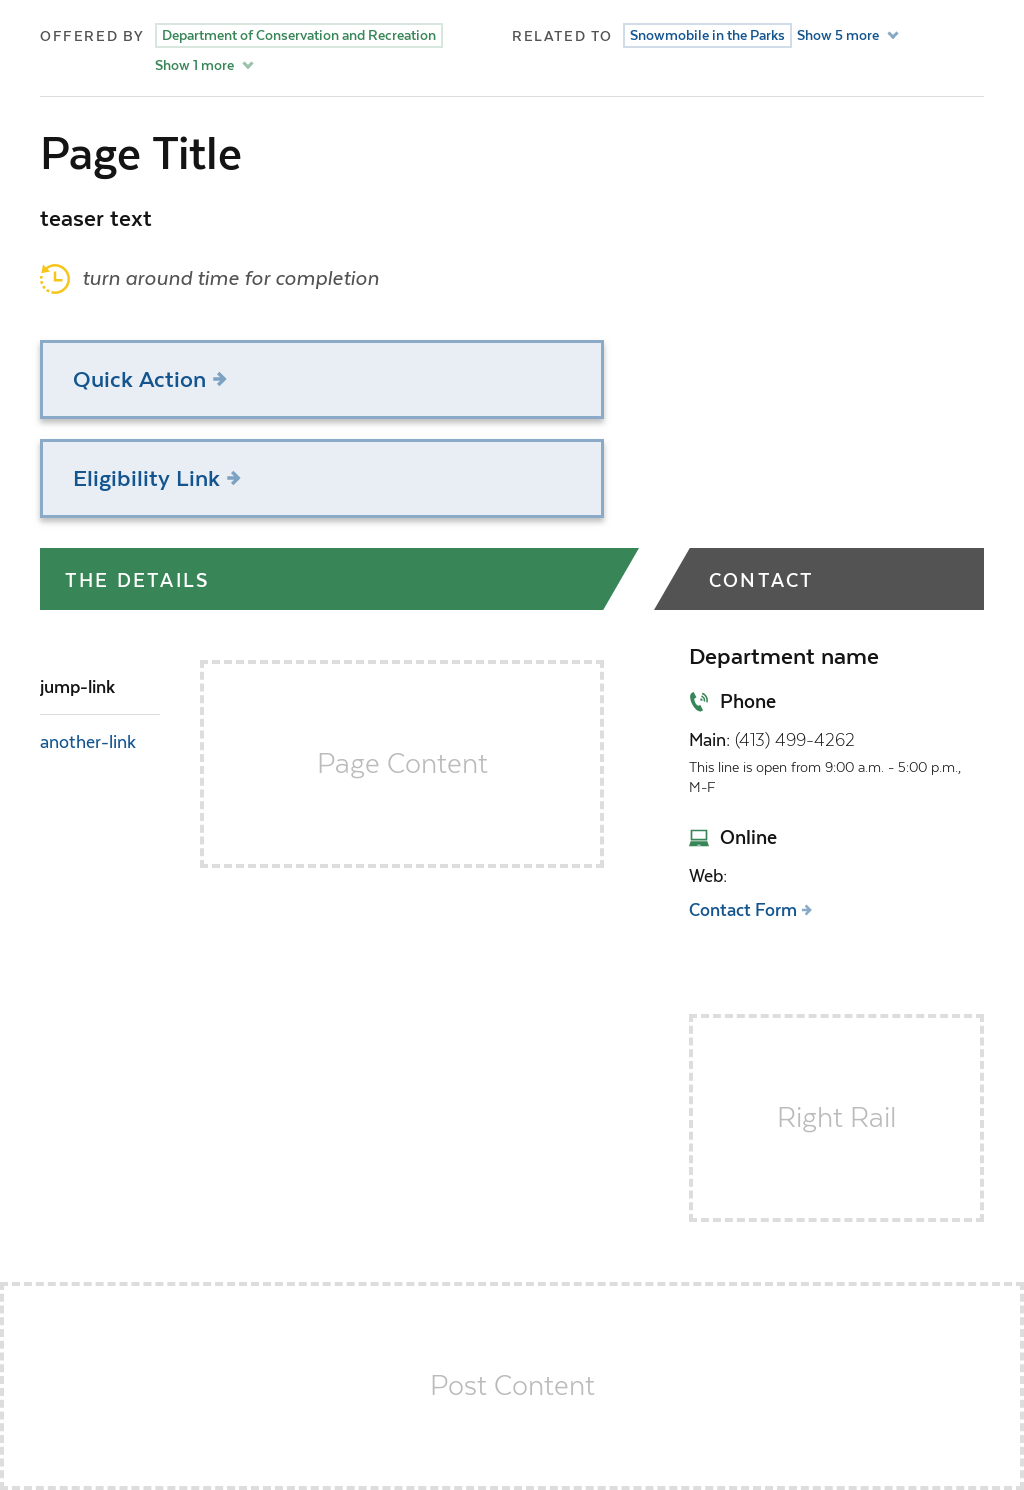 OFFERED BY Department of Conservation and Recreation
Show 1 more
RELATED TO Snowmobile in the Parks Show 5 more
Page Title
teaser text
turn around time for completion
Quick Action
Eligibility Link
THE DETAILS
jump-link
another-link
Page Content
CONTACT
Department name
Phone
Main: (413) 499-4262
This line is open from 9:00 a.m. - 5:00 p.m.,
M-F
Online
Web:
Contact Form
Right Rail
Post Content